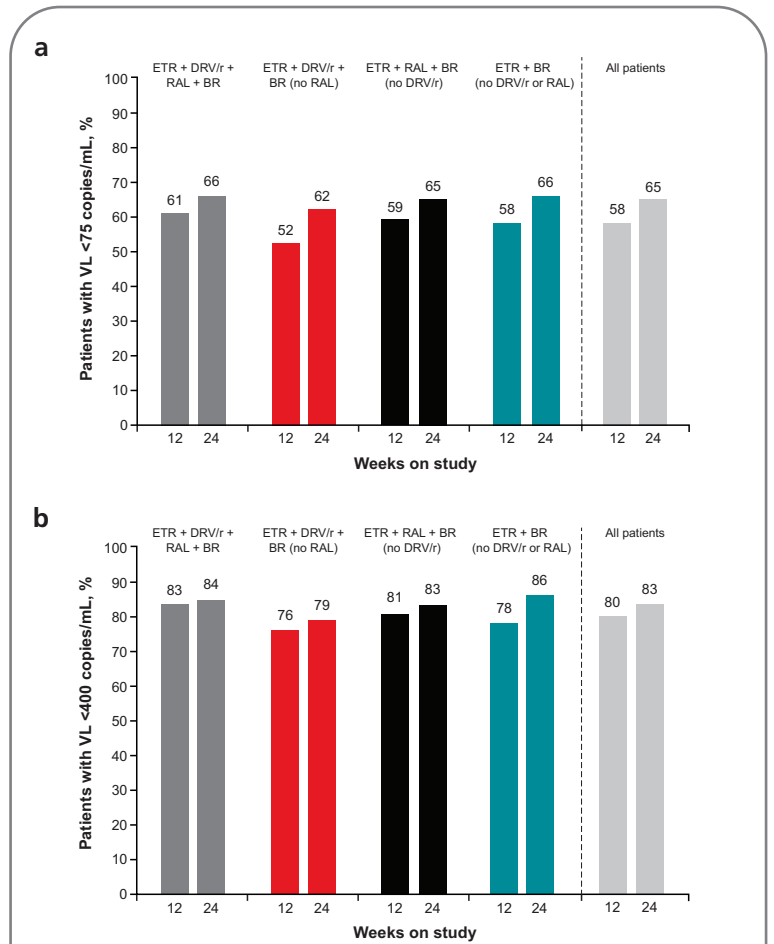 a
ETR + DRV/r +
RAL + BR
ETR + DRV/r +
BR (no RAL)
ETR + RAL + BR
(no DRV/r)
ETR + BR
(no DRV/r or RAL)
All patients
Patients with VL <75 copies/mL, %
100
90
80
70
60
50
40
30
20
10
0
61
66
52
62
59
65
58
66
58
65
12 24 12 24 12 24 12 24 12 24
Weeks on study
b
ETR + DRV/r +
RAL + BR
ETR + DRV/r +
BR (no RAL)
ETR + RAL + BR
(no DRV/r)
ETR + BR
(no DRV/r or RAL)
All patients
Patients with VL <400 copies/mL, %
100
90
80
70
60
50
40
30
20
10
0
83
84
76
79
81
83
78
86
80
83
12 24 12 24 12 24 12 24 12 24
Weeks on study